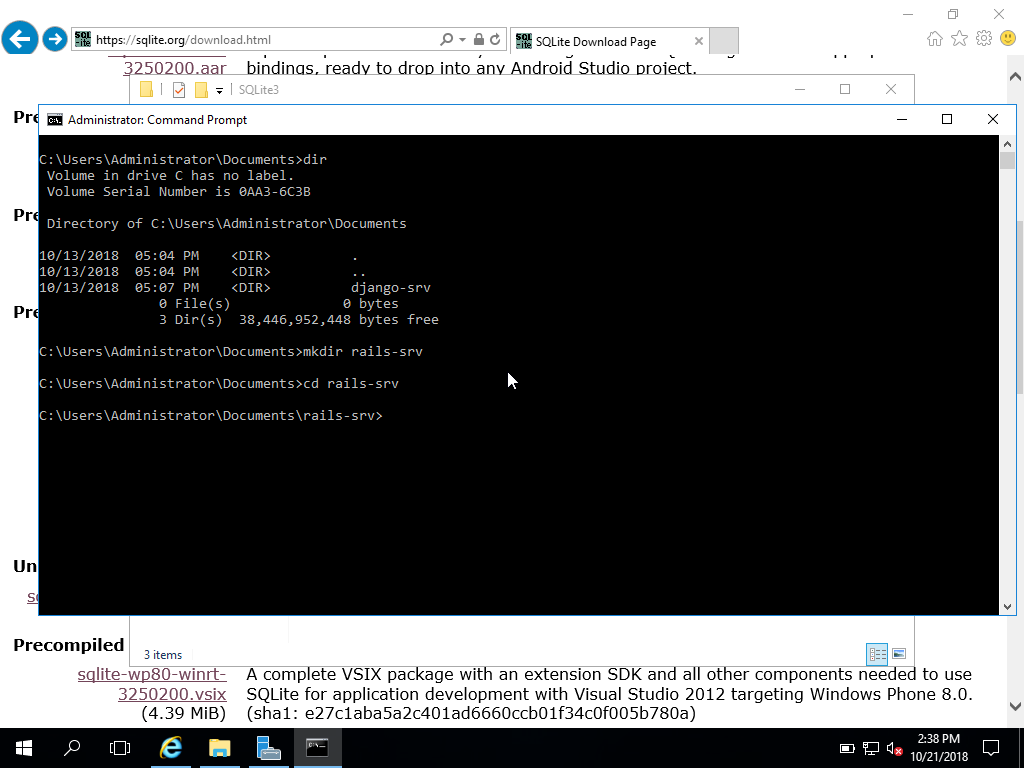 https://sqlite.org/download.html
SQLite Download Page
3250200.aar
bindings, ready to drop into any Android Studio project.
SQLite3
Administrator: Command Prompt
C:\Users\Administrator\Documents>dir
Volume in drive C has no label.
Volume Serial Number is 0AA3-6C3B
Directory of C:\Users\Administrator\Documents
10/13/2018  05:04 PM    <DIR>          .
10/13/2018  05:04 PM    <DIR>          ..
10/13/2018  05:07 PM    <DIR>          django-srv
0 File(s)              0 bytes
3 Dir(s)  38,446,952,448 bytes free
C:\Users\Administrator\Documents>mkdir rails-srv
C:\Users\Administrator\Documents>cd rails-srv
C:\Users\Administrator\Documents\rails-srv>
Pre
Pre
Pre
Un
Precompiled
3 items
sqlite-wp80-winrt-
3250200.vsix
(4.39 MiB)
A complete VSIX package with an extension SDK and all other components needed to use
SQLite for application development with Visual Studio 2012 targeting Windows Phone 8.0.
(sha1: e27c1aba5a2c401ad6660ccb01f34c0f005b780a)
2:38 PM
10/21/2018